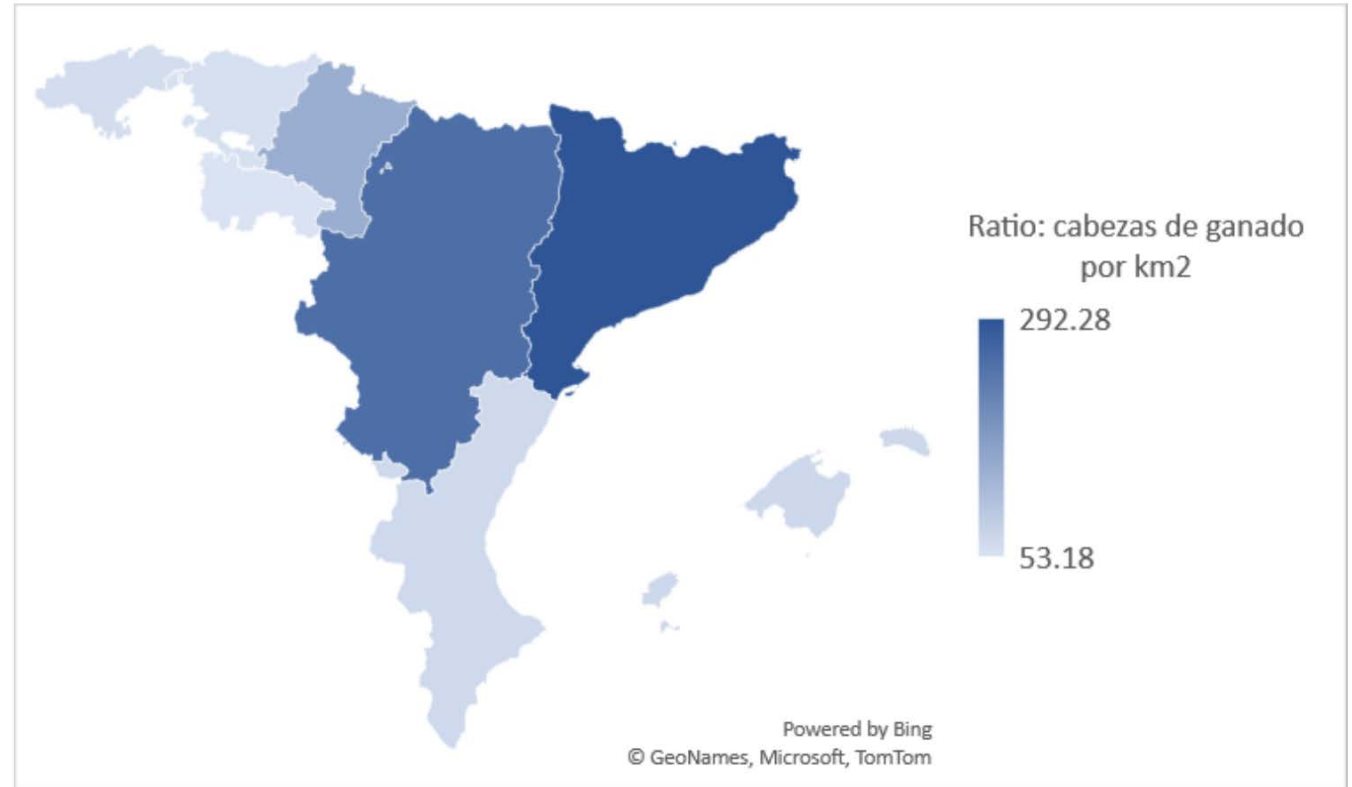 Ratio: cabezas de ganado
por km2
292.28
53.18
Powered by Bing
© GeoNames, Microsoft, TomTom